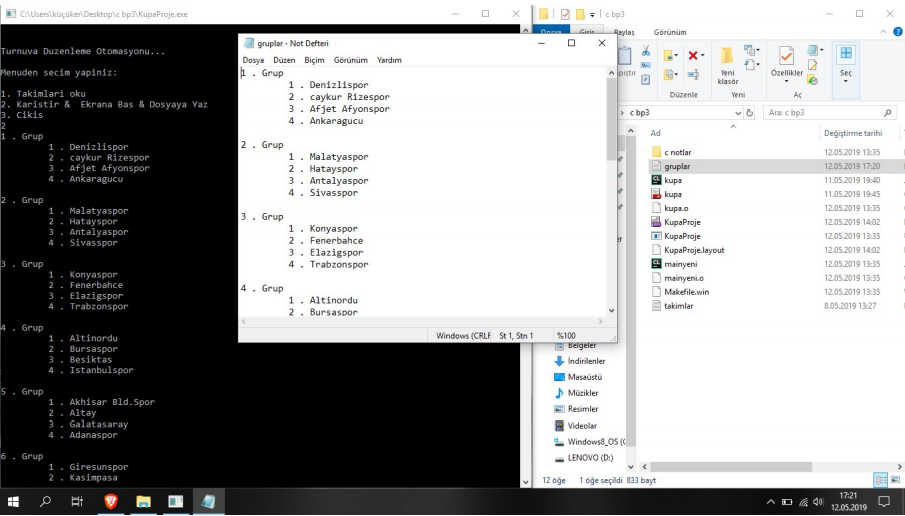 C:\Users\küçüker\Desktop\c bp3\KupaProje.exe
Turnuva Duzenleme Otomasyonu...
Menuden secim yapiniz:
1. Takimlari oku
2. Karistir & Ekrana Bas & Dosyaya Yaz
3. Cikis
2
1 . Grup
1 . Denizlispor
2 . caykur Rizespor
3 . Afjet Afyonspor
4 . Ankaragucu
2 . Grup
1 . Malatyaspor
2 . Hatayspor
3 . Antalyaspor
4 . Sivasspor
3 . Grup
1 . Konyaspor
2 . Fenerbahce
3 . Elazigspor
4 . Trabzonspor
4 . Grup
1 . Altinordu
2 . Bursaspor
3 . Besiktas
4 . Istanbulspor
5 . Grup
1 . Akhisar Bld.Spor
2 . Altay
3 . Galatasaray
4 . Adanaspor
6 . Grup
1 . Giresunspor
2 . Kasimpasa
gruplar - Not Defteri
Dosya Düzen Biçim Görünüm Yardım
1 . Grup
1 . Denizlispor
2 . caykur Rizespor
3 . Afjet Afyonspor
4 . Ankaragucu
2 . Grup
1 . Malatyaspor
2 . Hatayspor
3 . Antalyaspor
4 . Sivasspor
3 . Grup
1 . Konyaspor
2 . Fenerbahce
3 . Elazigspor
4 . Trabzonspor
4 . Grup
1 . Altinordu
2 . Bursaspor
Windows (CRLF St 1, Stn 1 %100
c bp3
Dosya Giriş Paylaş Görünüm
Yeni klasör
Özellikler
Seç
Düzenle Yeni Aç
c bp3
Ara: c bp3
Ad Değiştirme tarihi
c notlar 12.05.2019 13:35
gruplar 12.05.2019 17:20
kupa 11.05.2019 19:40
kupa 11.05.2019 19:45
kupa.o 12.05.2019 13:35
KupaProje 12.05.2019 14:02
KupaProje 12.05.2019 13:35
KupaProje.layout 12.05.2019 14:02
mainyeni 12.05.2019 13:35
mainyeni.o 12.05.2019 13:35
Makefile.win 12.05.2019 13:35
takimlar 8.05.2019 13:27
Belgeler
İndirilenler
Masaüstü
Müzikler
Resimler
Videolar
Windows8_OS (C
LENOVO (D:)
12 öğe 1 öğe seçildi 833 bayt
17:21
12.05.2019